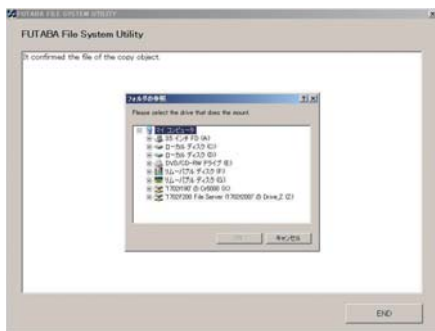 FUTABA FILE SYSTEM UTILITY
FUTABA File System Utility
It confirmed the file of the copy object.
フォルダの参照
Please select the drive that does the mount.
マイ コンピュータ
3.5 インチ FD (A:)
ローカル ディスク (C:)
ローカル ディスク (D:)
DVD/CD-RW ドライブ (E:)
リムーバブル ディスク (F:)
リムーバブル ディスク (G:)
キャンセル
END